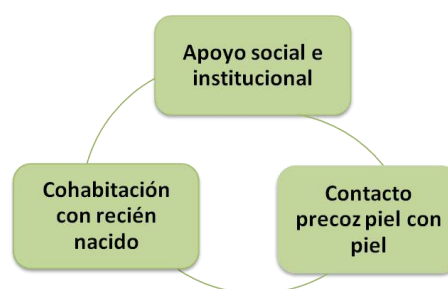 Apoyo social e
institucional
Cohabitación
con recién
nacido
Contacto
precoz piel con
piel